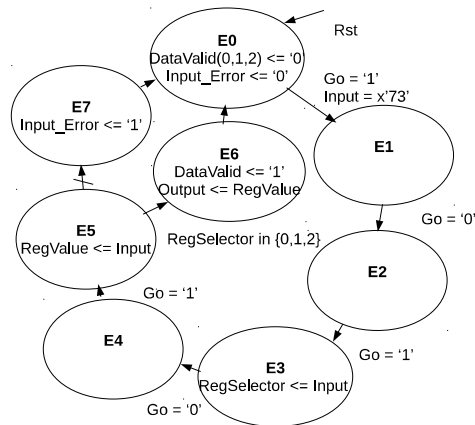 Rst
E0
DataValid(0,1,2) <= ‘0’
Input_Error <= ‘0’
Go = ‘1’
Input = x’73’
E7
Input_Error <= ‘1’
E1
E6
DataValid <= ‘1’
Output <= RegValue
E5
RegValue <= Input
RegSelector in {0,1,2}
Go = ‘0’
E2
Go = ‘1’
E4
Go = ‘1’
E3
RegSelector <= Input
Go = ‘0’